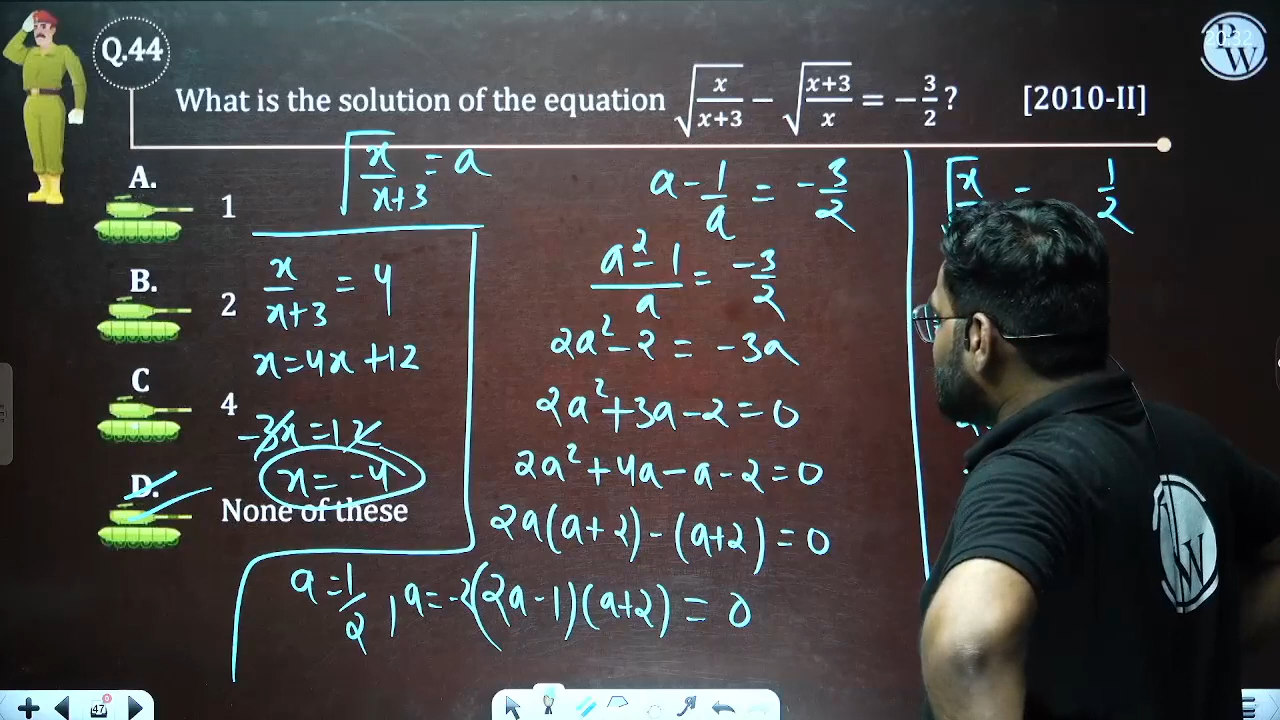 Q.44
What is the solution of the equation √(x/(x+3)) − √((x+3)/x) = −3/2 ? [2010-II]
A. 1
B. 2
C 4
D. None of these
√(x/(x+3)) = a
x/(x+3) = 4
x = 4x + 12
-3x = 12
x = -4
a - 1/a = -3/2
(a² - 1)/a = -3/2
2a² - 2 = -3a
2a² + 3a - 2 = 0
2a² + 4a - a - 2 = 0
2a(a+2) - (a+2) = 0
(2a-1)(a+2) = 0
a = 1/2, a = -2
1/2
PW
47